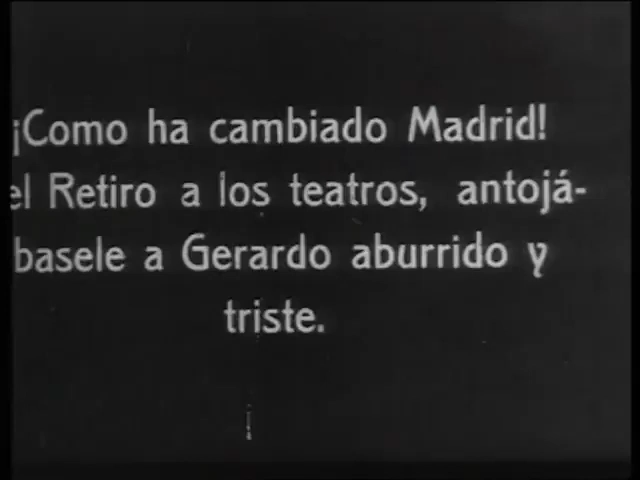 ¡Como ha cambiado Madrid!
el Retiro a los teatros, antojá-
basele a Gerardo aburrido y
triste.